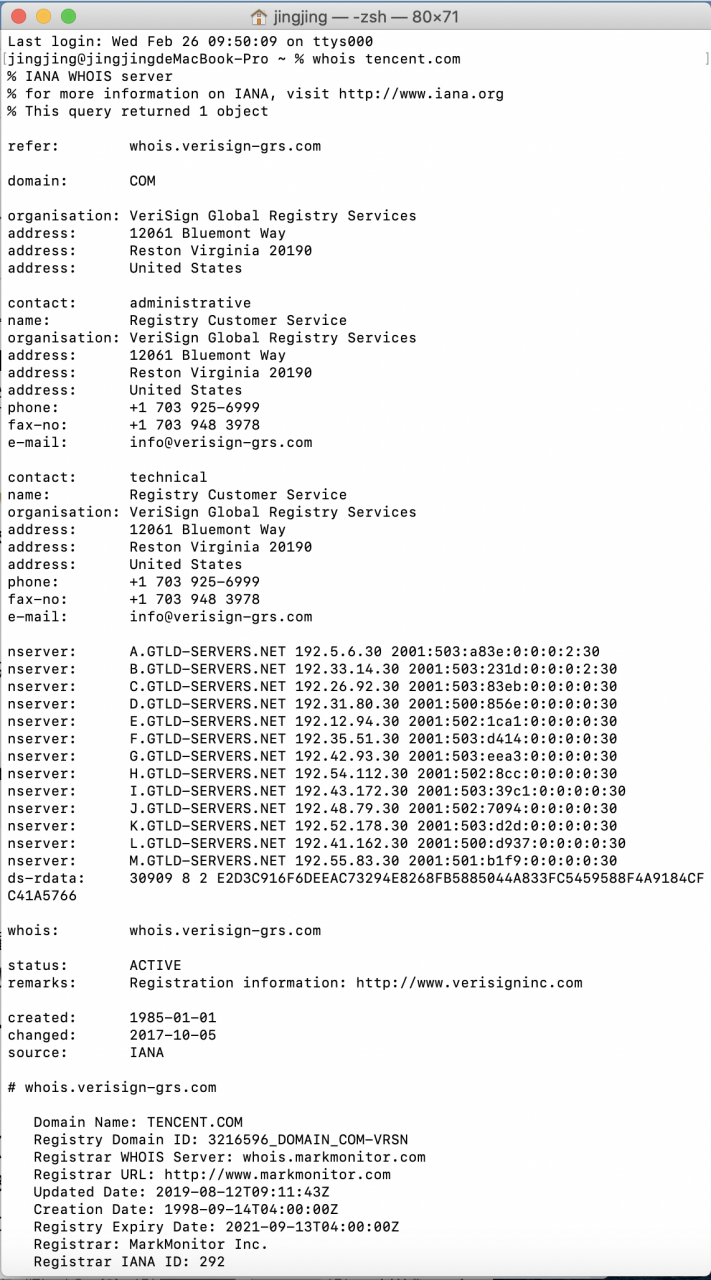 jingjing — -zsh — 80×71
Last login: Wed Feb 26 09:50:09 on ttys000
[jingjing@jingjingdeMacBook-Pro ~ % whois tencent.com ]
% IANA WHOIS server
% for more information on IANA, visit http://www.iana.org
% This query returned 1 object
refer: whois.verisign-grs.com
domain: COM
organisation: VeriSign Global Registry Services
address: 12061 Bluemont Way
address: Reston Virginia 20190
address: United States
contact: administrative
name: Registry Customer Service
organisation: VeriSign Global Registry Services
address: 12061 Bluemont Way
address: Reston Virginia 20190
address: United States
phone: +1 703 925-6999
fax-no: +1 703 948 3978
e-mail: info@verisign-grs.com
contact: technical
name: Registry Customer Service
organisation: VeriSign Global Registry Services
address: 12061 Bluemont Way
address: Reston Virginia 20190
address: United States
phone: +1 703 925-6999
fax-no: +1 703 948 3978
e-mail: info@verisign-grs.com
nserver: A.GTLD-SERVERS.NET 192.5.6.30 2001:503:a83e:0:0:0:2:30
nserver: B.GTLD-SERVERS.NET 192.33.14.30 2001:503:231d:0:0:0:2:30
nserver: C.GTLD-SERVERS.NET 192.26.92.30 2001:503:83eb:0:0:0:0:30
nserver: D.GTLD-SERVERS.NET 192.31.80.30 2001:500:856e:0:0:0:0:30
nserver: E.GTLD-SERVERS.NET 192.12.94.30 2001:502:1ca1:0:0:0:0:30
nserver: F.GTLD-SERVERS.NET 192.35.51.30 2001:503:d414:0:0:0:0:30
nserver: G.GTLD-SERVERS.NET 192.42.93.30 2001:503:eea3:0:0:0:0:30
nserver: H.GTLD-SERVERS.NET 192.54.112.30 2001:502:8cc:0:0:0:0:30
nserver: I.GTLD-SERVERS.NET 192.43.172.30 2001:503:39c1:0:0:0:0:30
nserver: J.GTLD-SERVERS.NET 192.48.79.30 2001:502:7094:0:0:0:0:30
nserver: K.GTLD-SERVERS.NET 192.52.178.30 2001:503:d2d:0:0:0:0:30
nserver: L.GTLD-SERVERS.NET 192.41.162.30 2001:500:d937:0:0:0:0:30
nserver: M.GTLD-SERVERS.NET 192.55.83.30 2001:501:b1f9:0:0:0:0:30
ds-rdata: 30909 8 2 E2D3C916F6DEEAC73294E8268FB5885044A833FC5459588F4A9184CF
C41A5766
whois: whois.verisign-grs.com
status: ACTIVE
remarks: Registration information: http://www.verisigninc.com
created: 1985-01-01
changed: 2017-10-05
source: IANA
# whois.verisign-grs.com
Domain Name: TENCENT.COM
Registry Domain ID: 3216596_DOMAIN_COM-VRSN
Registrar WHOIS Server: whois.markmonitor.com
Registrar URL: http://www.markmonitor.com
Updated Date: 2019-08-12T09:11:43Z
Creation Date: 1998-09-14T04:00:00Z
Registry Expiry Date: 2021-09-13T04:00:00Z
Registrar: MarkMonitor Inc.
Registrar IANA ID: 292